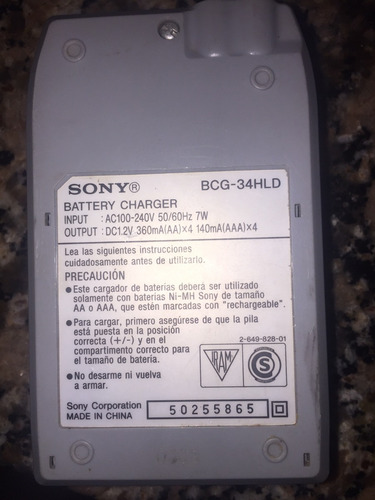 SONY® BCG-34HLD
BATTERY CHARGER
INPUT : AC100-240V 50/60Hz 7W
OUTPUT : DC1.2V 360mA(AA)×4 140mA(AAA)×4
Lea las siguientes instrucciones
cuidadosamente antes de utilizarlo.
PRECAUCIÓN
● Este cargador de baterías deberá ser utilizado
solamente con baterías Ni-MH Sony de tamaño
AA o AAA, que estén marcados con "rechargeable".
● Para cargar, primero asegúrese de que la pila
está puesta en la posición
correcta (+/-) y en el
compartimento correcto para
el tamaño de batería.
● No desarme ni vuelva
a armar.
2-649-828-01
IRAM
S
Sony Corporation
MADE IN CHINA
50255865